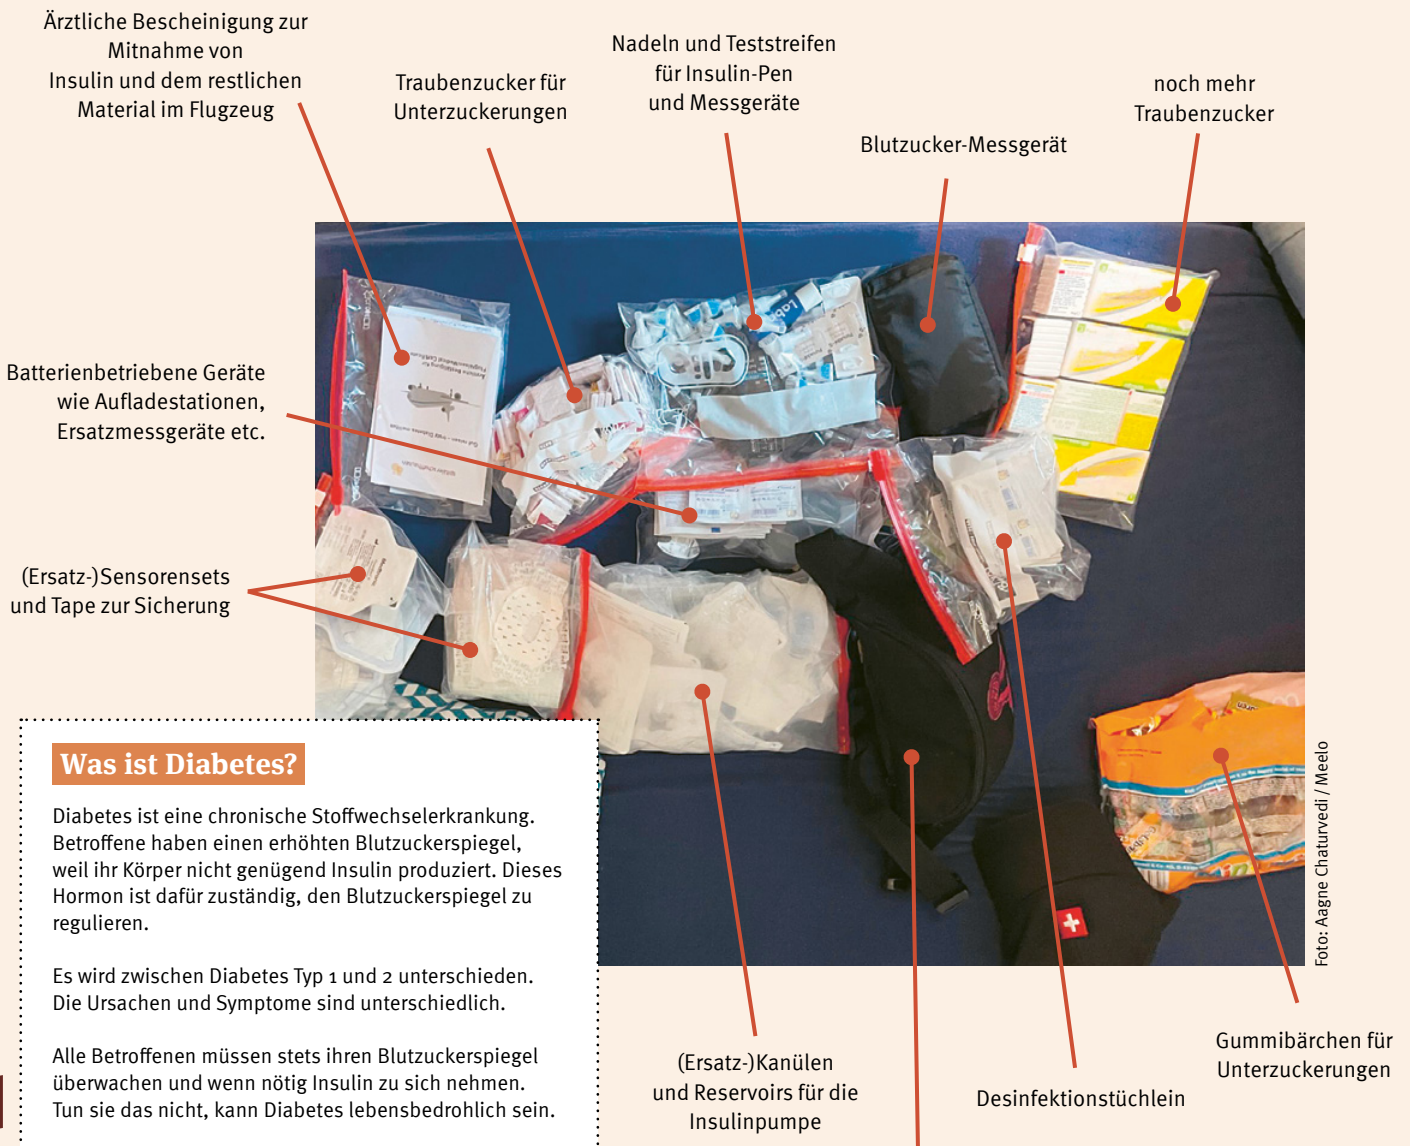 Ärztliche Bescheinigung zur
Mitnahme von
Insulin und dem restlichen
Material im Flugzeug
Traubenzucker für
Unterzuckerungen
Nadeln und Teststreifen
für Insulin-Pen
und Messgeräte
Blutzucker-Messgerät
noch mehr
Traubenzucker
Batterienbetriebene Geräte
wie Aufladestationen,
Ersatzmessgeräte etc.
(Ersatz-)Sensorensets
und Tape zur Sicherung
Was ist Diabetes?
Diabetes ist eine chronische Stoffwechselerkrankung.
Betroffene haben einen erhöhten Blutzuckerspiegel,
weil ihr Körper nicht genügend Insulin produziert. Dieses
Hormon ist dafür zuständig, den Blutzuckerspiegel zu
regulieren.
Es wird zwischen Diabetes Typ 1 und 2 unterschieden.
Die Ursachen und Symptome sind unterschiedlich.
Alle Betroffenen müssen stets ihren Blutzuckerspiegel
überwachen und wenn nötig Insulin zu sich nehmen.
Tun sie das nicht, kann Diabetes lebensbedrohlich sein.
(Ersatz-)Kanülen
und Reservoirs für die
Insulinpumpe
Desinfektionstüchlein
Gummibärchen für
Unterzuckerungen
Foto: Aagne Chaturvedi / Meelo